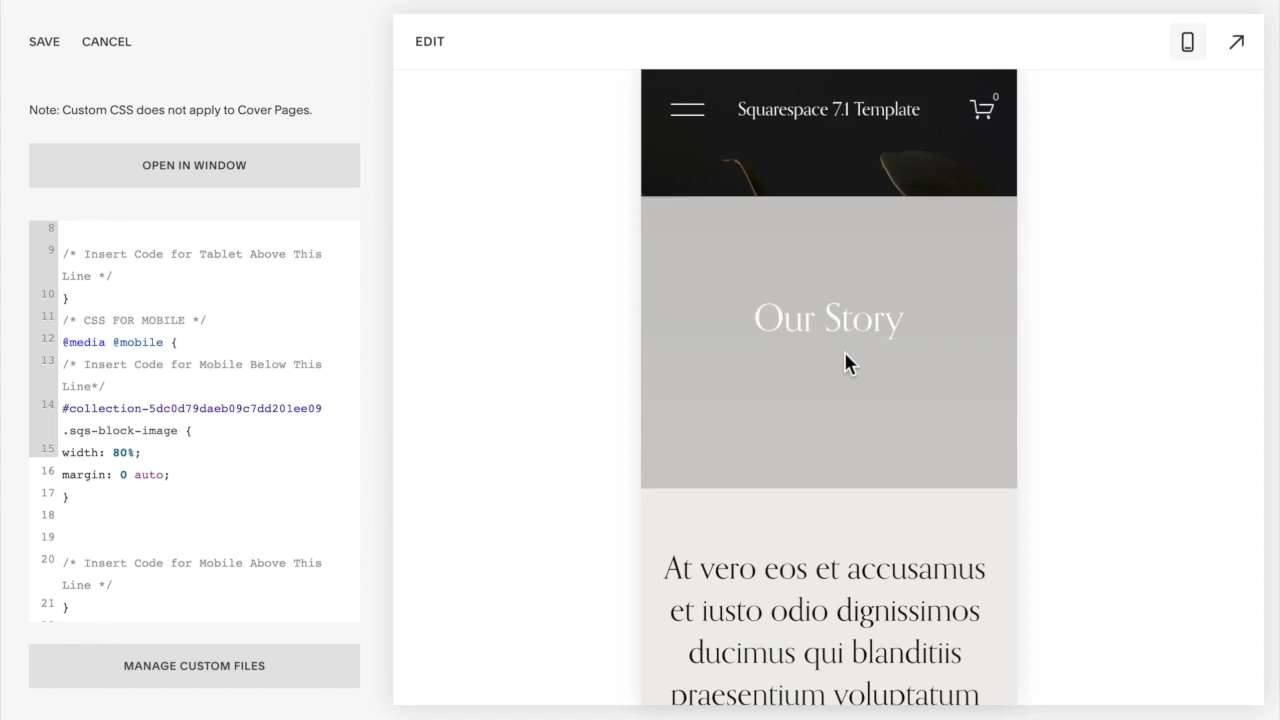 SAVE CANCEL
Note: Custom CSS does not apply to Cover Pages.
OPEN IN WINDOW
8
9 /* Insert Code for Tablet Above This
Line */
10 }
11 /* CSS FOR MOBILE */
12 @media @mobile {
13 /* Insert Code for Mobile Below This
Line*/
14 #collection-5dc0d79daeb09c7dd201ee09
.sqs-block-image {
15 width: 80%;
16 margin: 0 auto;
17 }
18
19
20 /* Insert Code for Mobile Above This
Line */
21 }
MANAGE CUSTOM FILES
EDIT
Squarespace 7.1 Template
0
Our Story
At vero eos et accusamus
et iusto odio dignissimos
ducimus qui blanditiis
praesentium voluptatum